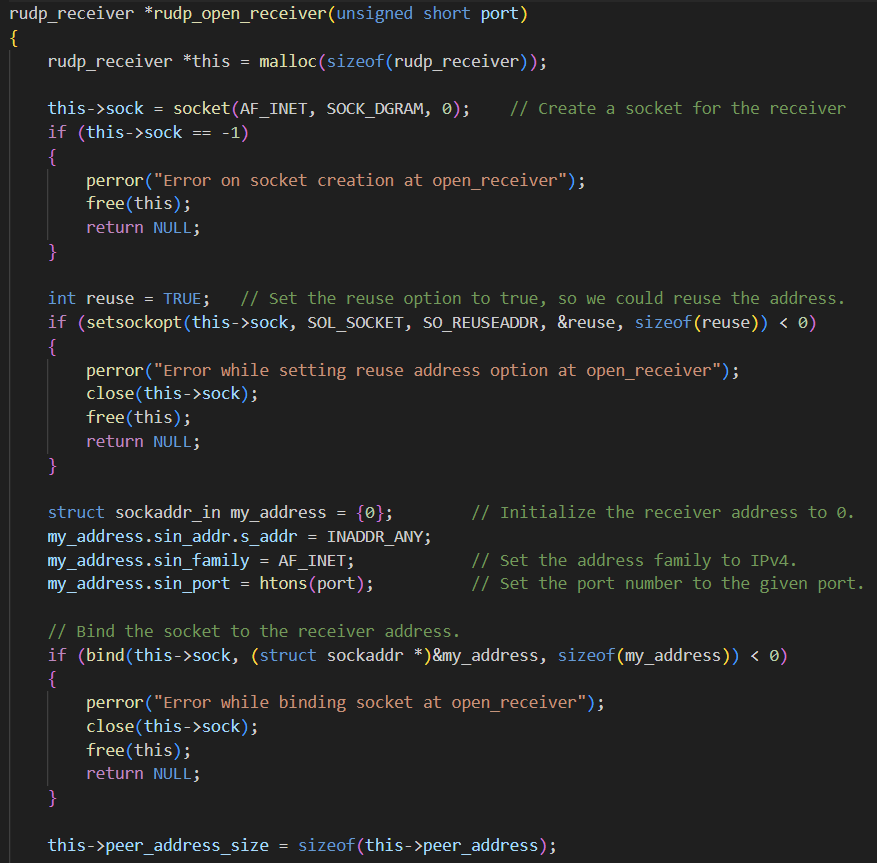 rudp_receiver *rudp_open_receiver(unsigned short port)
{
    rudp_receiver *this = malloc(sizeof(rudp_receiver));

    this->sock = socket(AF_INET, SOCK_DGRAM, 0);    // Create a socket for the receiver
    if (this->sock == -1)
    {
        perror("Error on socket creation at open_receiver");
        free(this);
        return NULL;
    }

    int reuse = TRUE;   // Set the reuse option to true, so we could reuse the address.
    if (setsockopt(this->sock, SOL_SOCKET, SO_REUSEADDR, &reuse, sizeof(reuse)) < 0)
    {
        perror("Error while setting reuse address option at open_receiver");
        close(this->sock);
        free(this);
        return NULL;
    }

    struct sockaddr_in my_address = {0};        // Initialize the receiver address to 0.
    my_address.sin_addr.s_addr = INADDR_ANY;
    my_address.sin_family = AF_INET;            // Set the address family to IPv4.
    my_address.sin_port = htons(port);          // Set the port number to the given port.

    // Bind the socket to the receiver address.
    if (bind(this->sock, (struct sockaddr *)&my_address, sizeof(my_address)) < 0)
    {
        perror("Error while binding socket at open_receiver");
        close(this->sock);
        free(this);
        return NULL;
    }

    this->peer_address_size = sizeof(this->peer_address);